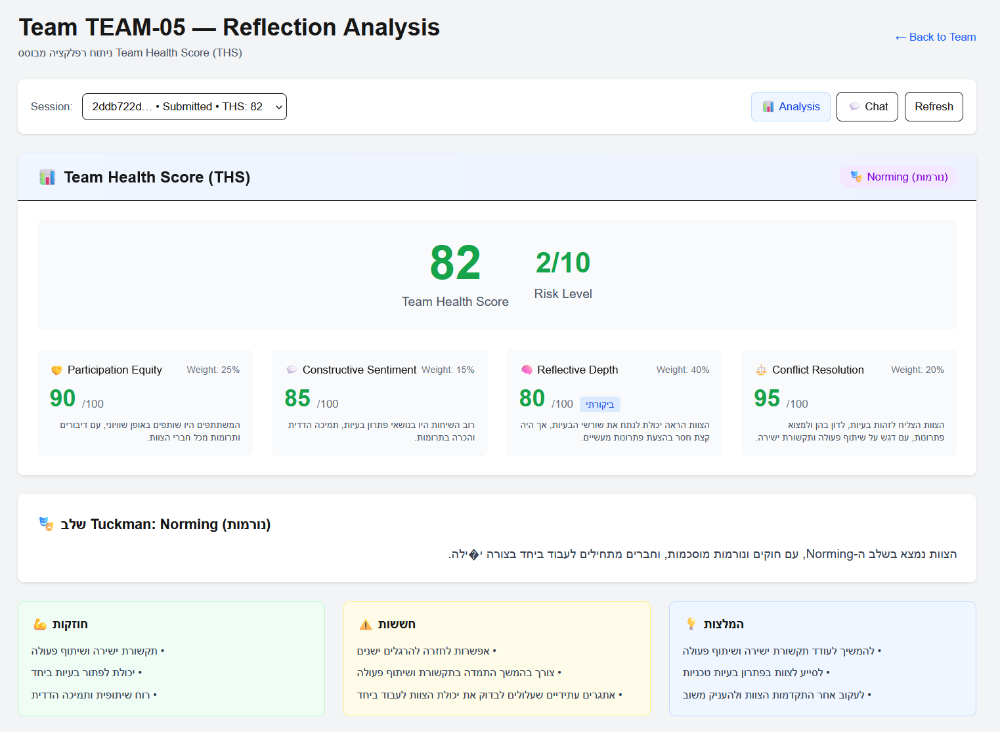 Team TEAM-05 — Reflection Analysis
ניתוח רפלקציה מבוסס Team Health Score (THS)
← Back to Team
Session:
2ddb722d… • Submitted • THS: 82
Analysis
Chat
Refresh
Team Health Score (THS)
Norming (נורמות)
82
Team Health Score
2/10
Risk Level
Participation Equity
Weight: 25%
90 /100
המשתתפים היו שותפים באופן שוויוני, עם דיבורים
ותרומות מכל חברי הצוות.
Constructive Sentiment
Weight: 15%
85 /100
רוב השיחות היו בנושאי פתרון בעיות, תמיכה הדדית
והכרה בתרומות.
Reflective Depth
Weight: 40%
80 /100 ביקורתי
הצוות הראה יכולת לנתח את שורשי הבעיות, אך היה
קצת חסר בהצעת פתרונות מעשיים.
Conflict Resolution
Weight: 20%
95 /100
הצוות הצליח לזהות בעיות, לדון בהן ולמצוא
פתרונות, עם דגש על שיתוף פעולה ותקשורת ישירה.
שלב Tuckman: Norming (נורמות)
הצוות נמצא בשלב ה-Norming, עם חוקים ונורמות מוסכמות, וחברים מתחילים לעבוד ביחד בצורה י�ילה.
חוזקות
• תקשורת ישירה ושיתוף פעולה
• יכולת לפתור בעיות ביחד
• רוח שיתופית ותמיכה הדדית
חששות
• אפשרות לחזרה להרגלים ישנים
• צורך בהמשך התמדה בתקשורת ושיתוף פעולה
• אתגרים עתידיים שעלולים לבדוק את יכולת הצוות לעבוד ביחד
המלצות
• להמשיך לעודד תקשורת ישירה ושיתוף פעולה
• לסייע לצוות בפתרון בעיות טכניות
• לעקוב אחר התקדמות הצוות ולהעניק משוב